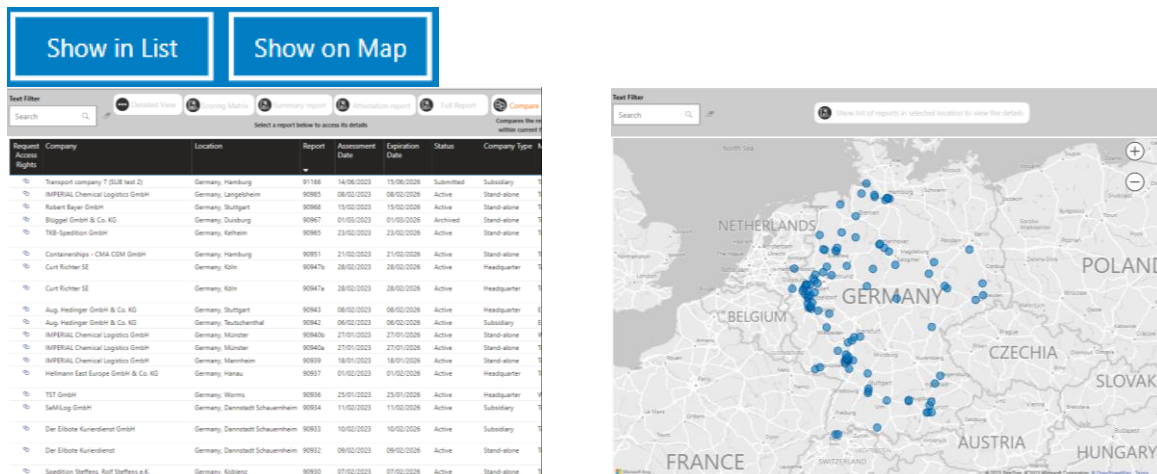 Show in List
Show on Map
Text Filter
Search
Detailed View
Scoring Matrix
Summary report
Attestation report
Full Report
Compare
Select a report below to access its details
Compares the re
within current f
Request Access Rights Company Location Report Assessment Date Expiration Date Status Company Type
Transport company 7 (SUB test 2) Germany, Hamburg 91166 14/06/2023 15/06/2026 Submitted Subsidiary
IMPERIAL Chemical Logistics GmbH Germany, Langelsheim 90985 08/02/2023 08/02/2026 Active Stand-alone
Robert Bayer GmbH Germany, Stuttgart 90968 15/02/2023 15/02/2026 Active Stand-alone
Blüggel GmbH & Co. KG Germany, Duisburg 90967 01/03/2023 01/03/2026 Archived Stand-alone
TKB-Spedition GmbH Germany, Kelheim 90965 23/02/2023 23/02/2026 Active Stand-alone
Containerships - CMA CGM GmbH Germany, Hamburg 90951 21/02/2023 21/02/2026 Active Stand-alone
Curt Richter SE Germany, Köln 90947b 28/02/2023 28/02/2026 Active Headquarter
Curt Richter SE Germany, Köln 90947a 28/02/2023 28/02/2026 Active Headquarter
Aug. Hedinger GmbH & Co. KG Germany, Stuttgart 90943 08/02/2023 08/02/2026 Active Headquarter
Aug. Hedinger GmbH & Co. KG Germany, Teutschenthal 90942 06/02/2023 06/02/2026 Active Subsidiary
IMPERIAL Chemical Logistics GmbH Germany, Münster 90940b 27/01/2023 27/01/2026 Active Stand-alone
IMPERIAL Chemical Logistics GmbH Germany, Münster 90940a 27/01/2023 27/01/2026 Active Stand-alone
IMPERIAL Chemical Logistics GmbH Germany, Mannheim 90939 18/01/2023 18/01/2026 Active Stand-alone
Hellmann East Europe GmbH & Co. KG Germany, Hanau 90937 01/02/2023 01/02/2026 Active Headquarter
TST GmbH Germany, Worms 90936 25/01/2023 25/01/2026 Active Headquarter
SeMiLog GmbH Germany, Dannstedt Schauernheim 90934 11/02/2023 11/02/2026 Active Subsidiary
Der Eilbote Kurierdienst GmbH Germany, Dannstedt Schauernheim 90933 10/02/2023 10/02/2026 Active Subsidiary
Der Eilbote Kurierdienst Germany, Dannstedt Schauernheim 90932 09/02/2023 09/02/2026 Active Stand-alone
Spedition Steffens, Rolf Steffens e.K. Germany, Koblenz 90930 07/02/2023 07/02/2026 Active Stand-alone
Text Filter
Search
Show list of reports in selected location to view the details
North Sea
NETHERLANDS
Hamburg
Bremen
Berlin
POLAND
GERMANY
BELGIUM
Prague
CZECHIA
SLOVAK
Stuttgart
AUSTRIA
HUNGARY
SWITZERLAND
FRANCE